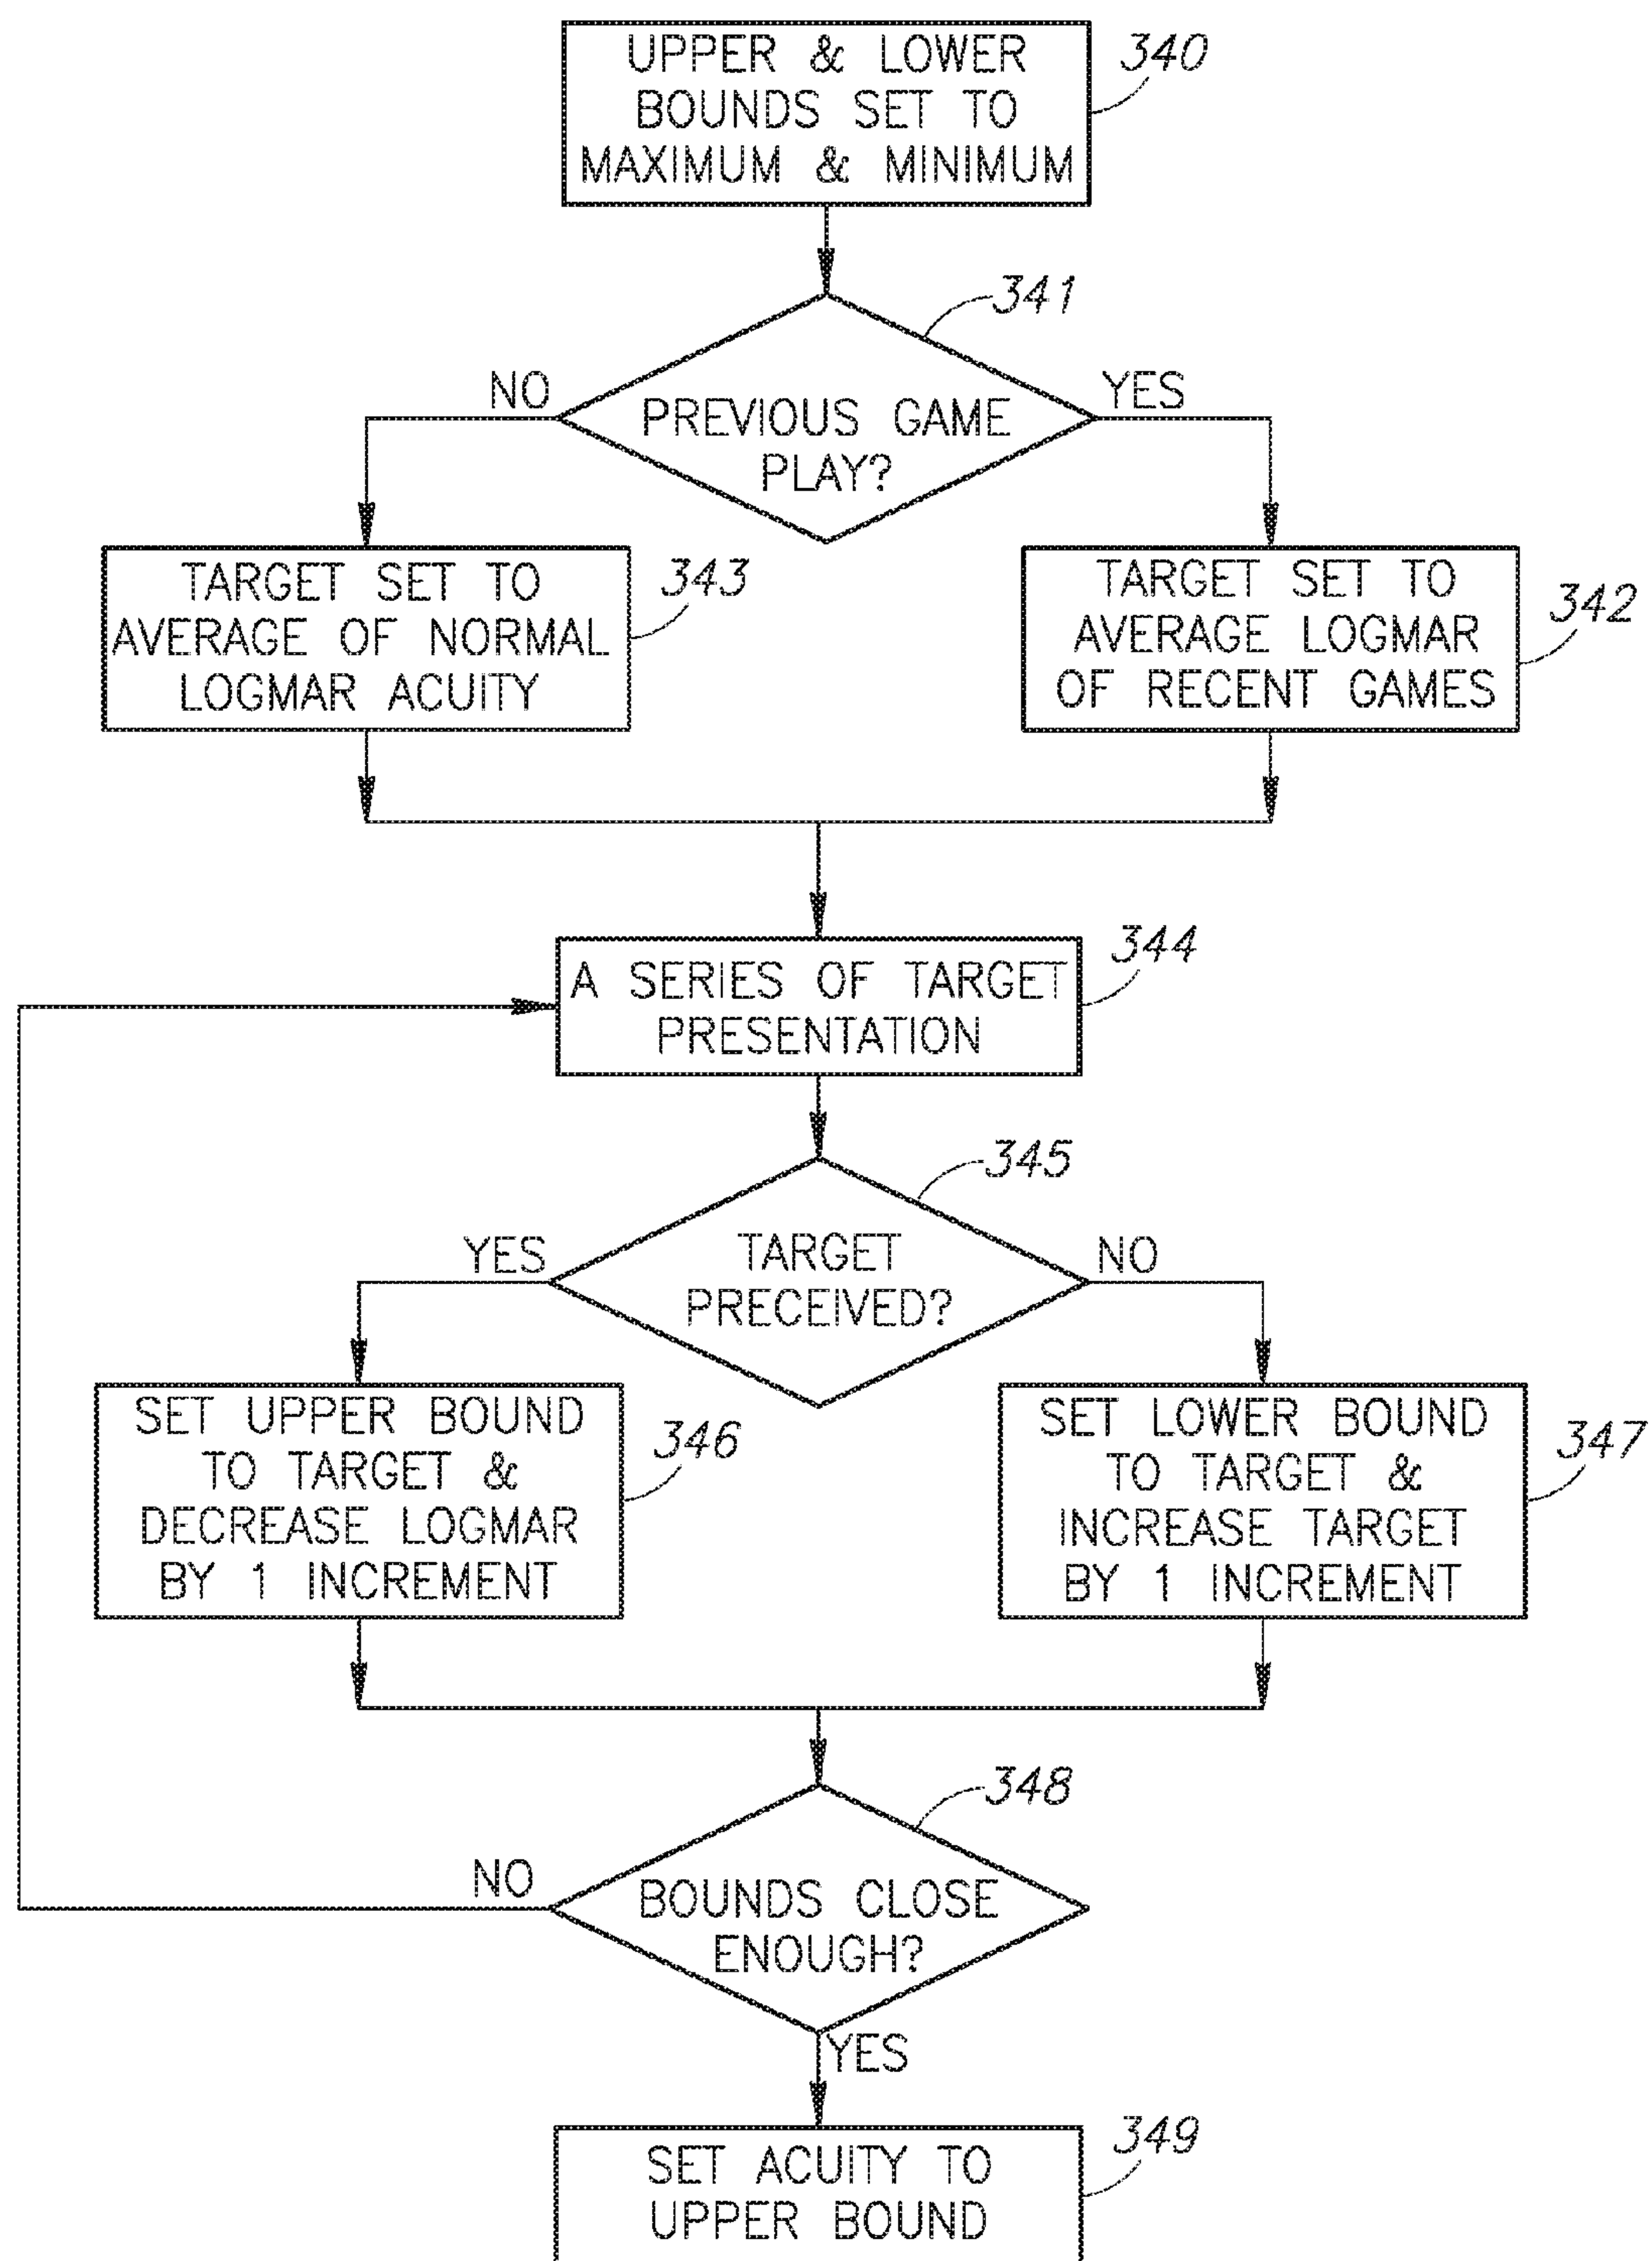 UPPER & LOWER
BOUNDS SET TO
MAXIMUM & MINIMUM
340
341
NO
YES
PREVIOUS GAME
PLAY?
TARGET SET TO
AVERAGE OF NORMAL
LOGMAR ACUITY
343
TARGET SET TO
AVERAGE LOGMAR
OF RECENT GAMES
342
A SERIES OF TARGET
PRESENTATION
344
345
YES
NO
TARGET
PRECEIVED?
SET UPPER BOUND
TO TARGET &
DECREASE LOGMAR
BY 1 INCREMENT
346
SET LOWER BOUND
TO TARGET &
INCREASE TARGET
BY 1 INCREMENT
347
348
NO
BOUNDS CLOSE
ENOUGH?
YES
SET ACUITY TO
UPPER BOUND
349